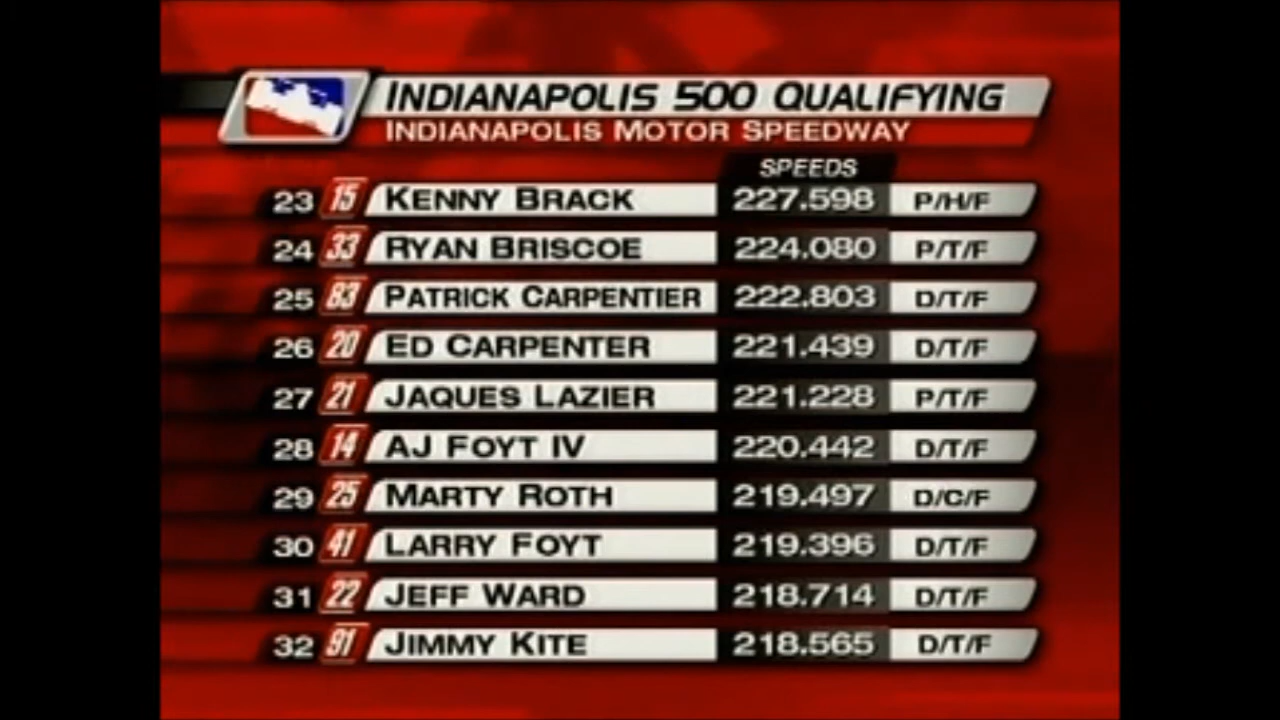 INDIANAPOLIS 500 QUALIFYING
INDIANAPOLIS MOTOR SPEEDWAY
SPEEDS
23 15 KENNY BRACK 227.598 P/H/F
24 33 RYAN BRISCOE 224.080 P/T/F
25 83 PATRICK CARPENTIER 222.803 D/T/F
26 20 ED CARPENTER 221.439 D/T/F
27 21 JAQUES LAZIER 221.228 P/T/F
28 14 AJ FOYT IV 220.442 D/T/F
29 25 MARTY ROTH 219.497 D/C/F
30 41 LARRY FOYT 219.396 D/T/F
31 22 JEFF WARD 218.714 D/T/F
32 91 JIMMY KITE 218.565 D/T/F